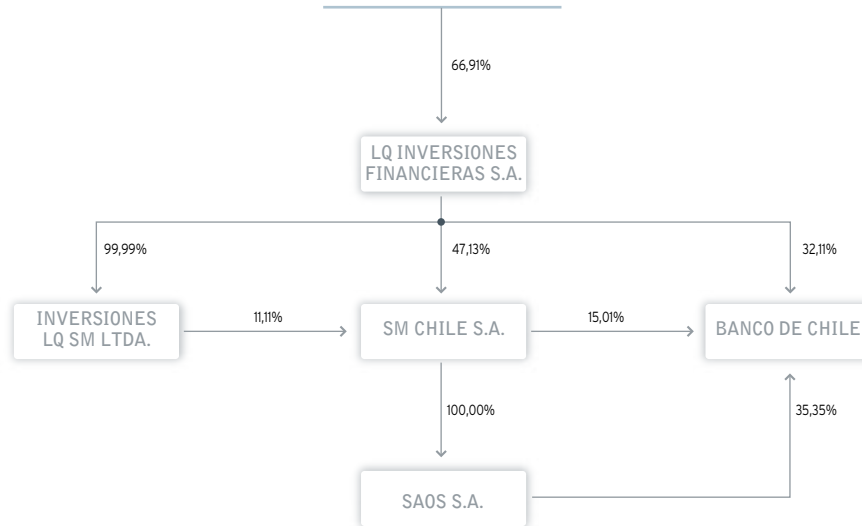 66,91%
LQ INVERSIONES
FINANCIERAS S.A.
99,99%
47,13%
32,11%
INVERSIONES
LQ SM LTDA.
11,11%
SM CHILE S.A.
15,01%
BANCO DE CHILE
100,00%
35,35%
SAOS S.A.